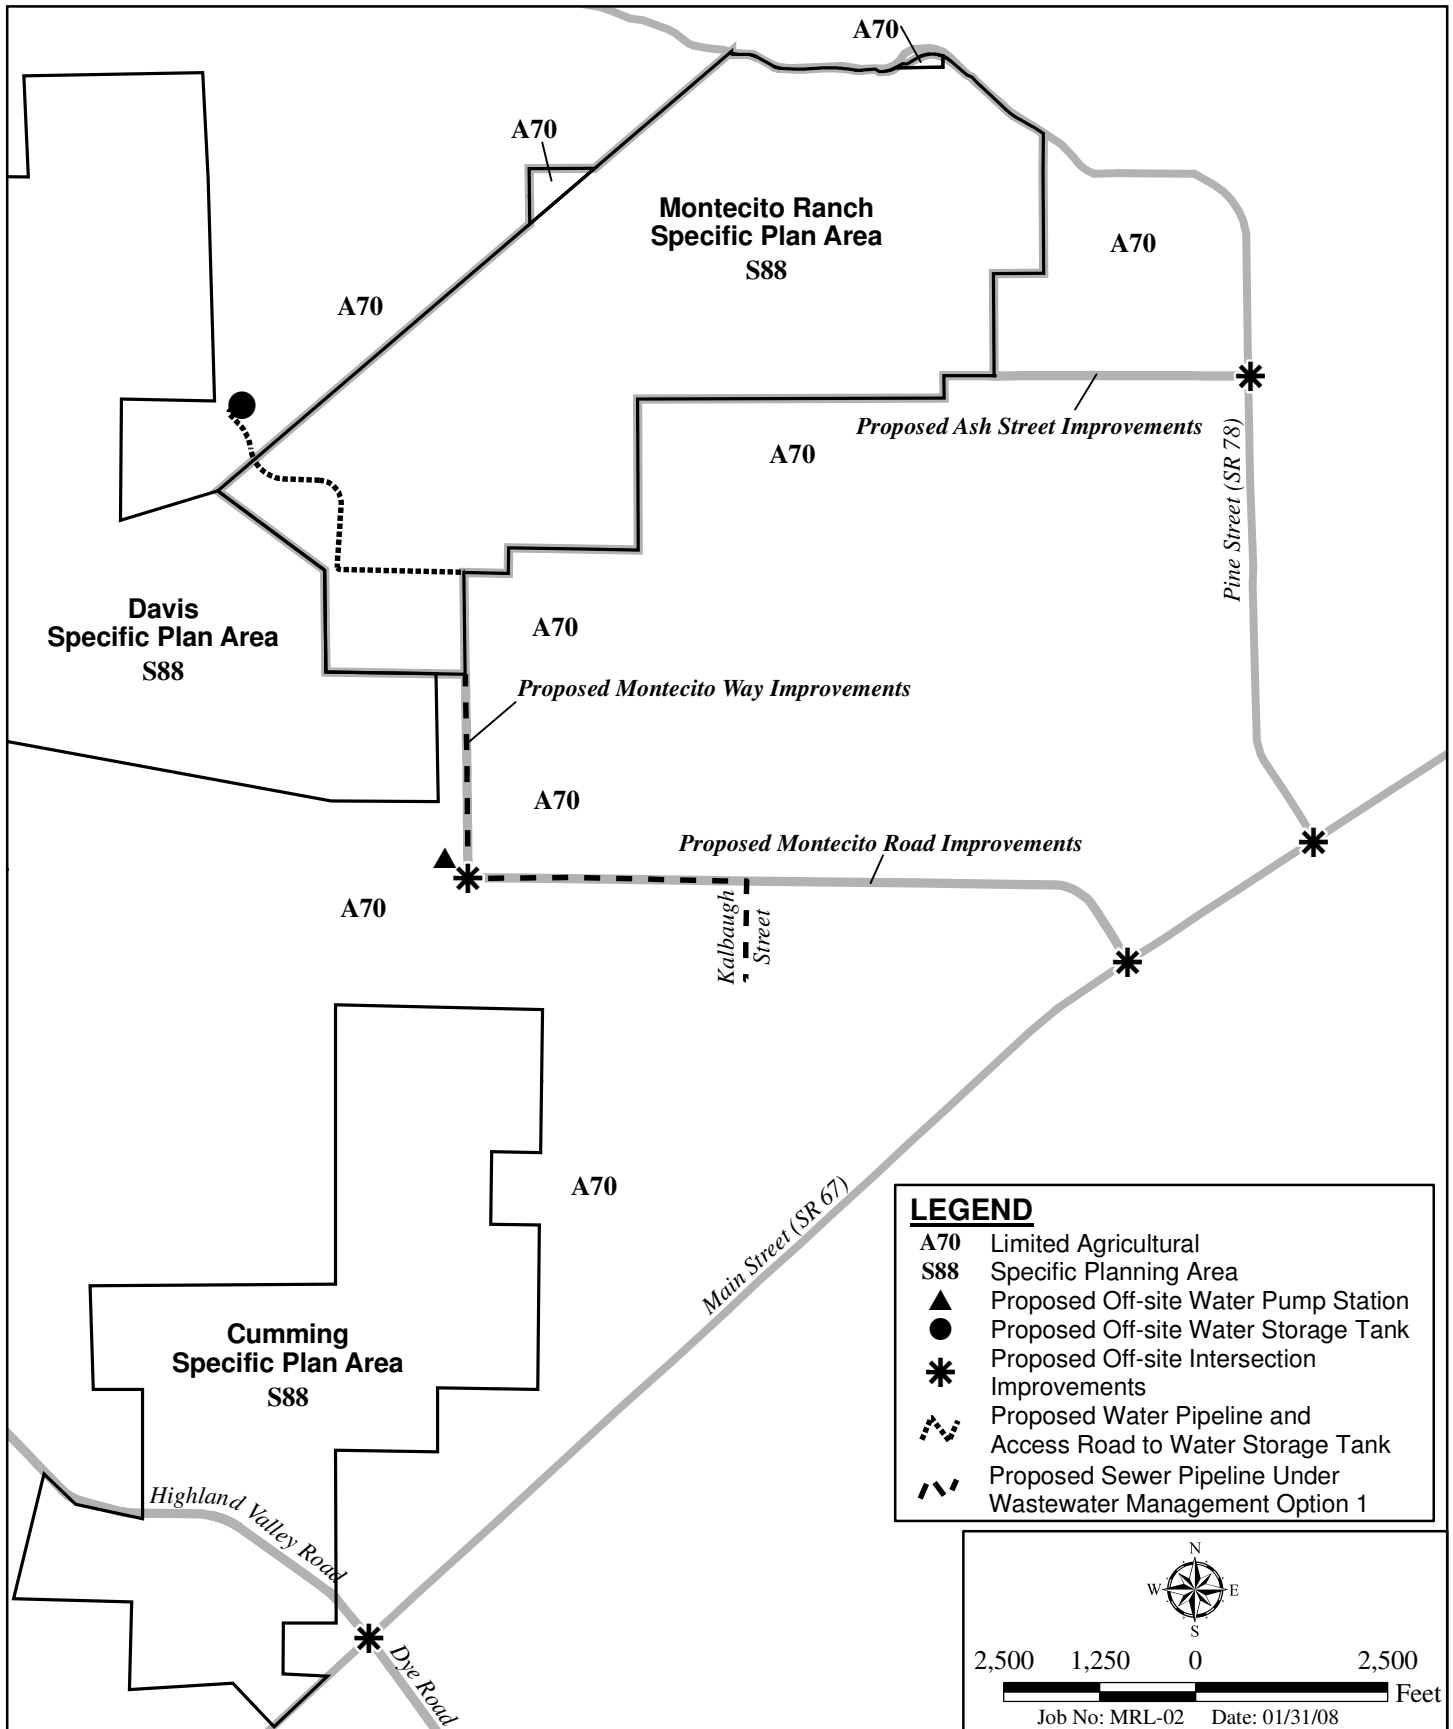 A70
A70
Montecito Ranch
Specific Plan Area
S88
A70
A70
Proposed Ash Street Improvements
A70
Pine Street (SR 78)
Davis
Specific Plan Area
S88
A70
Proposed Montecito Way Improvements
A70
Proposed Montecito Road Improvements
A70
Kalbaugh
Street
A70
Main Street (SR 67)
Cumming
Specific Plan Area
S88
Highland Valley Road
Dye Road
LEGEND
A70 Limited Agricultural
S88 Specific Planning Area
Proposed Off-site Water Pump Station
Proposed Off-site Water Storage Tank
Proposed Off-site Intersection
Improvements
Proposed Water Pipeline and
Access Road to Water Storage Tank
Proposed Sewer Pipeline Under
Wastewater Management Option 1
N
W E
S
2,500 1,250 0 2,500
Feet
Job No: MRL-02 Date: 01/31/08